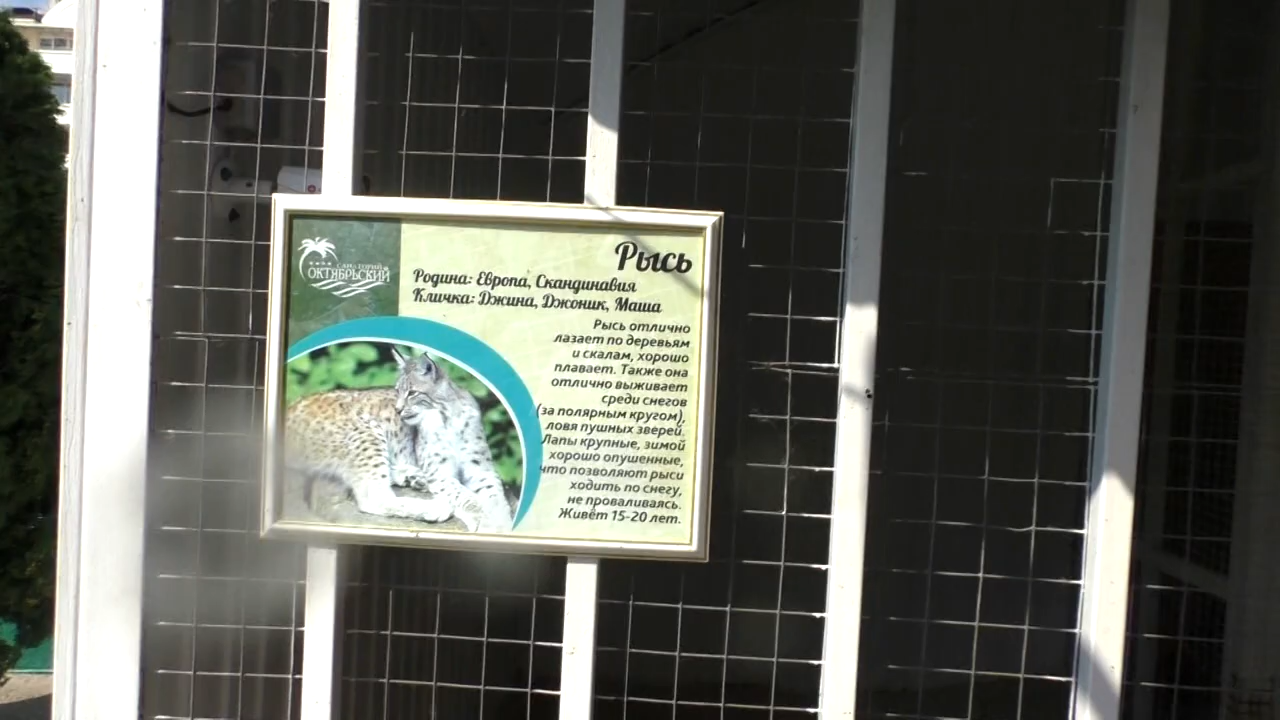 САНАТОРИЙ
ОКТЯБРЬСКИЙ
Рысь
Родина: Европа, Скандинавия
Кличка: Джина, Джоник, Маша
Рысь отлично
лазает по деревьям
и скалам, хорошо
плавает. Также она
отлично выживает
среди снегов
(за полярным кругом),
ловя пушных зверей.
Лапы крупные, зимой
хорошо опушенные,
что позволяют рыси
ходить по снегу,
не проваливаясь.
Живёт 15-20 лет.